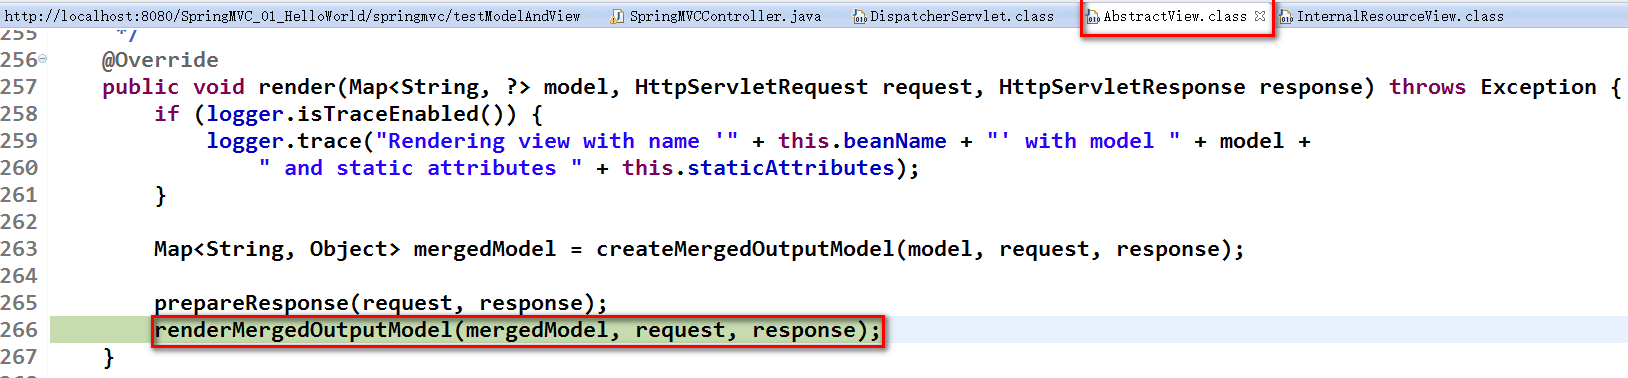 http://localhost:8080/SpringMVC_01_HelloWorld/springmvc/testModelAndView SpringMVCController.java DispatcherServlet.class AbstractView.class InternalResourceView.class
255 */
256 @Override
257 public void render(Map<String, ?> model, HttpServletRequest request, HttpServletResponse response) throws Exception {
258 if (logger.isTraceEnabled()) {
259 logger.trace("Rendering view with name '" + this.beanName + "' with model " + model +
260 " and static attributes " + this.staticAttributes);
261 }
262
263 Map<String, Object> mergedModel = createMergedOutputModel(model, request, response);
264
265 prepareResponse(request, response);
266 renderMergedOutputModel(mergedModel, request, response);
267 }